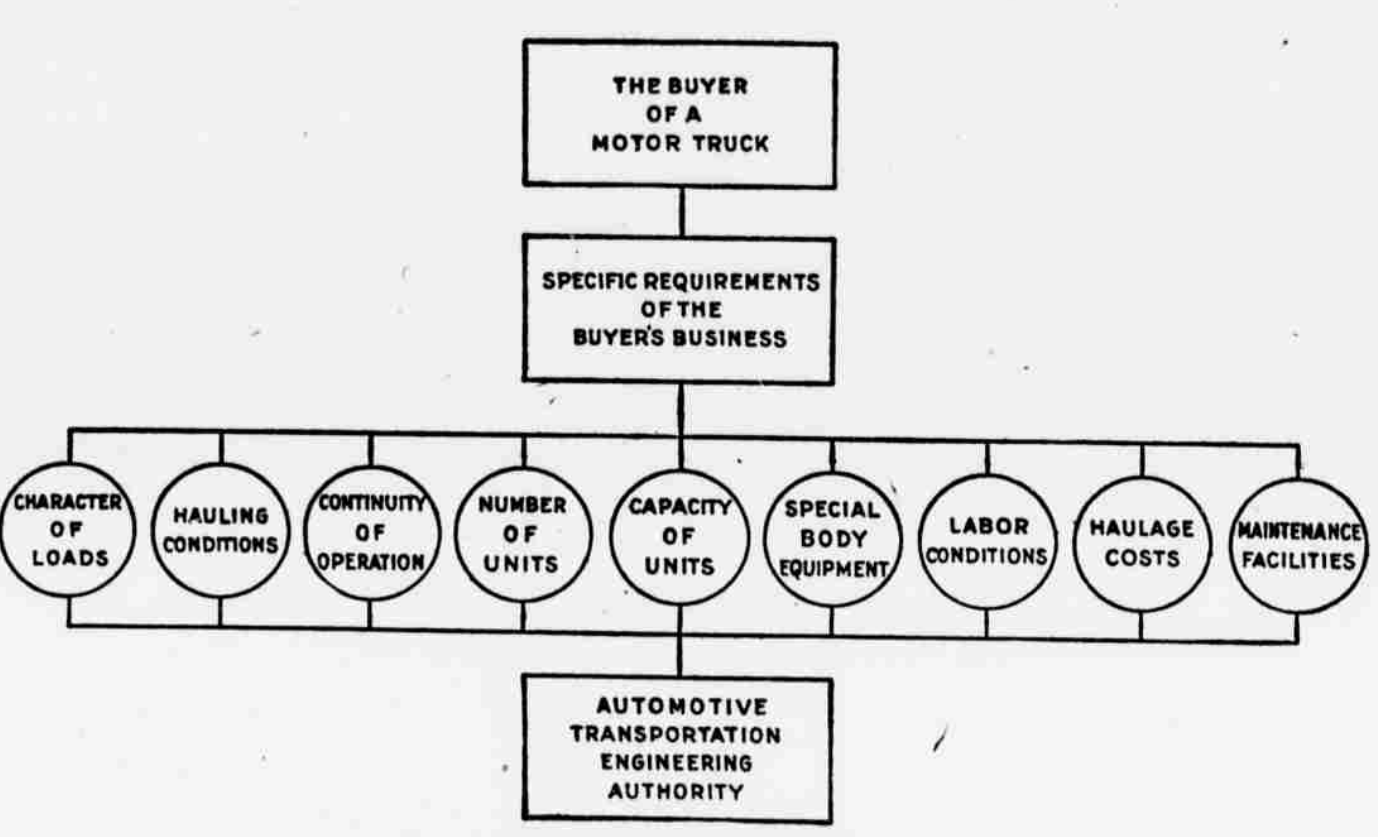 THE BUYER
OF A
MOTOR TRUCK
SPECIFIC REQUIREMENTS
OF THE
BUYER'S BUSINESS
CHARACTER
OF
LOADS
HAULING
CONDITIONS
CONTINUITY
OF
OPERATION
NUMBER
OF
UNITS
CAPACITY
OF
UNITS
SPECIAL
BODY
EQUIPMENT
LABOR
CONDITIONS
HAULAGE
COSTS
MAINTENANCE
FACILITIES
AUTOMOTIVE
TRANSPORTATION
ENGINEERING
AUTHORITY